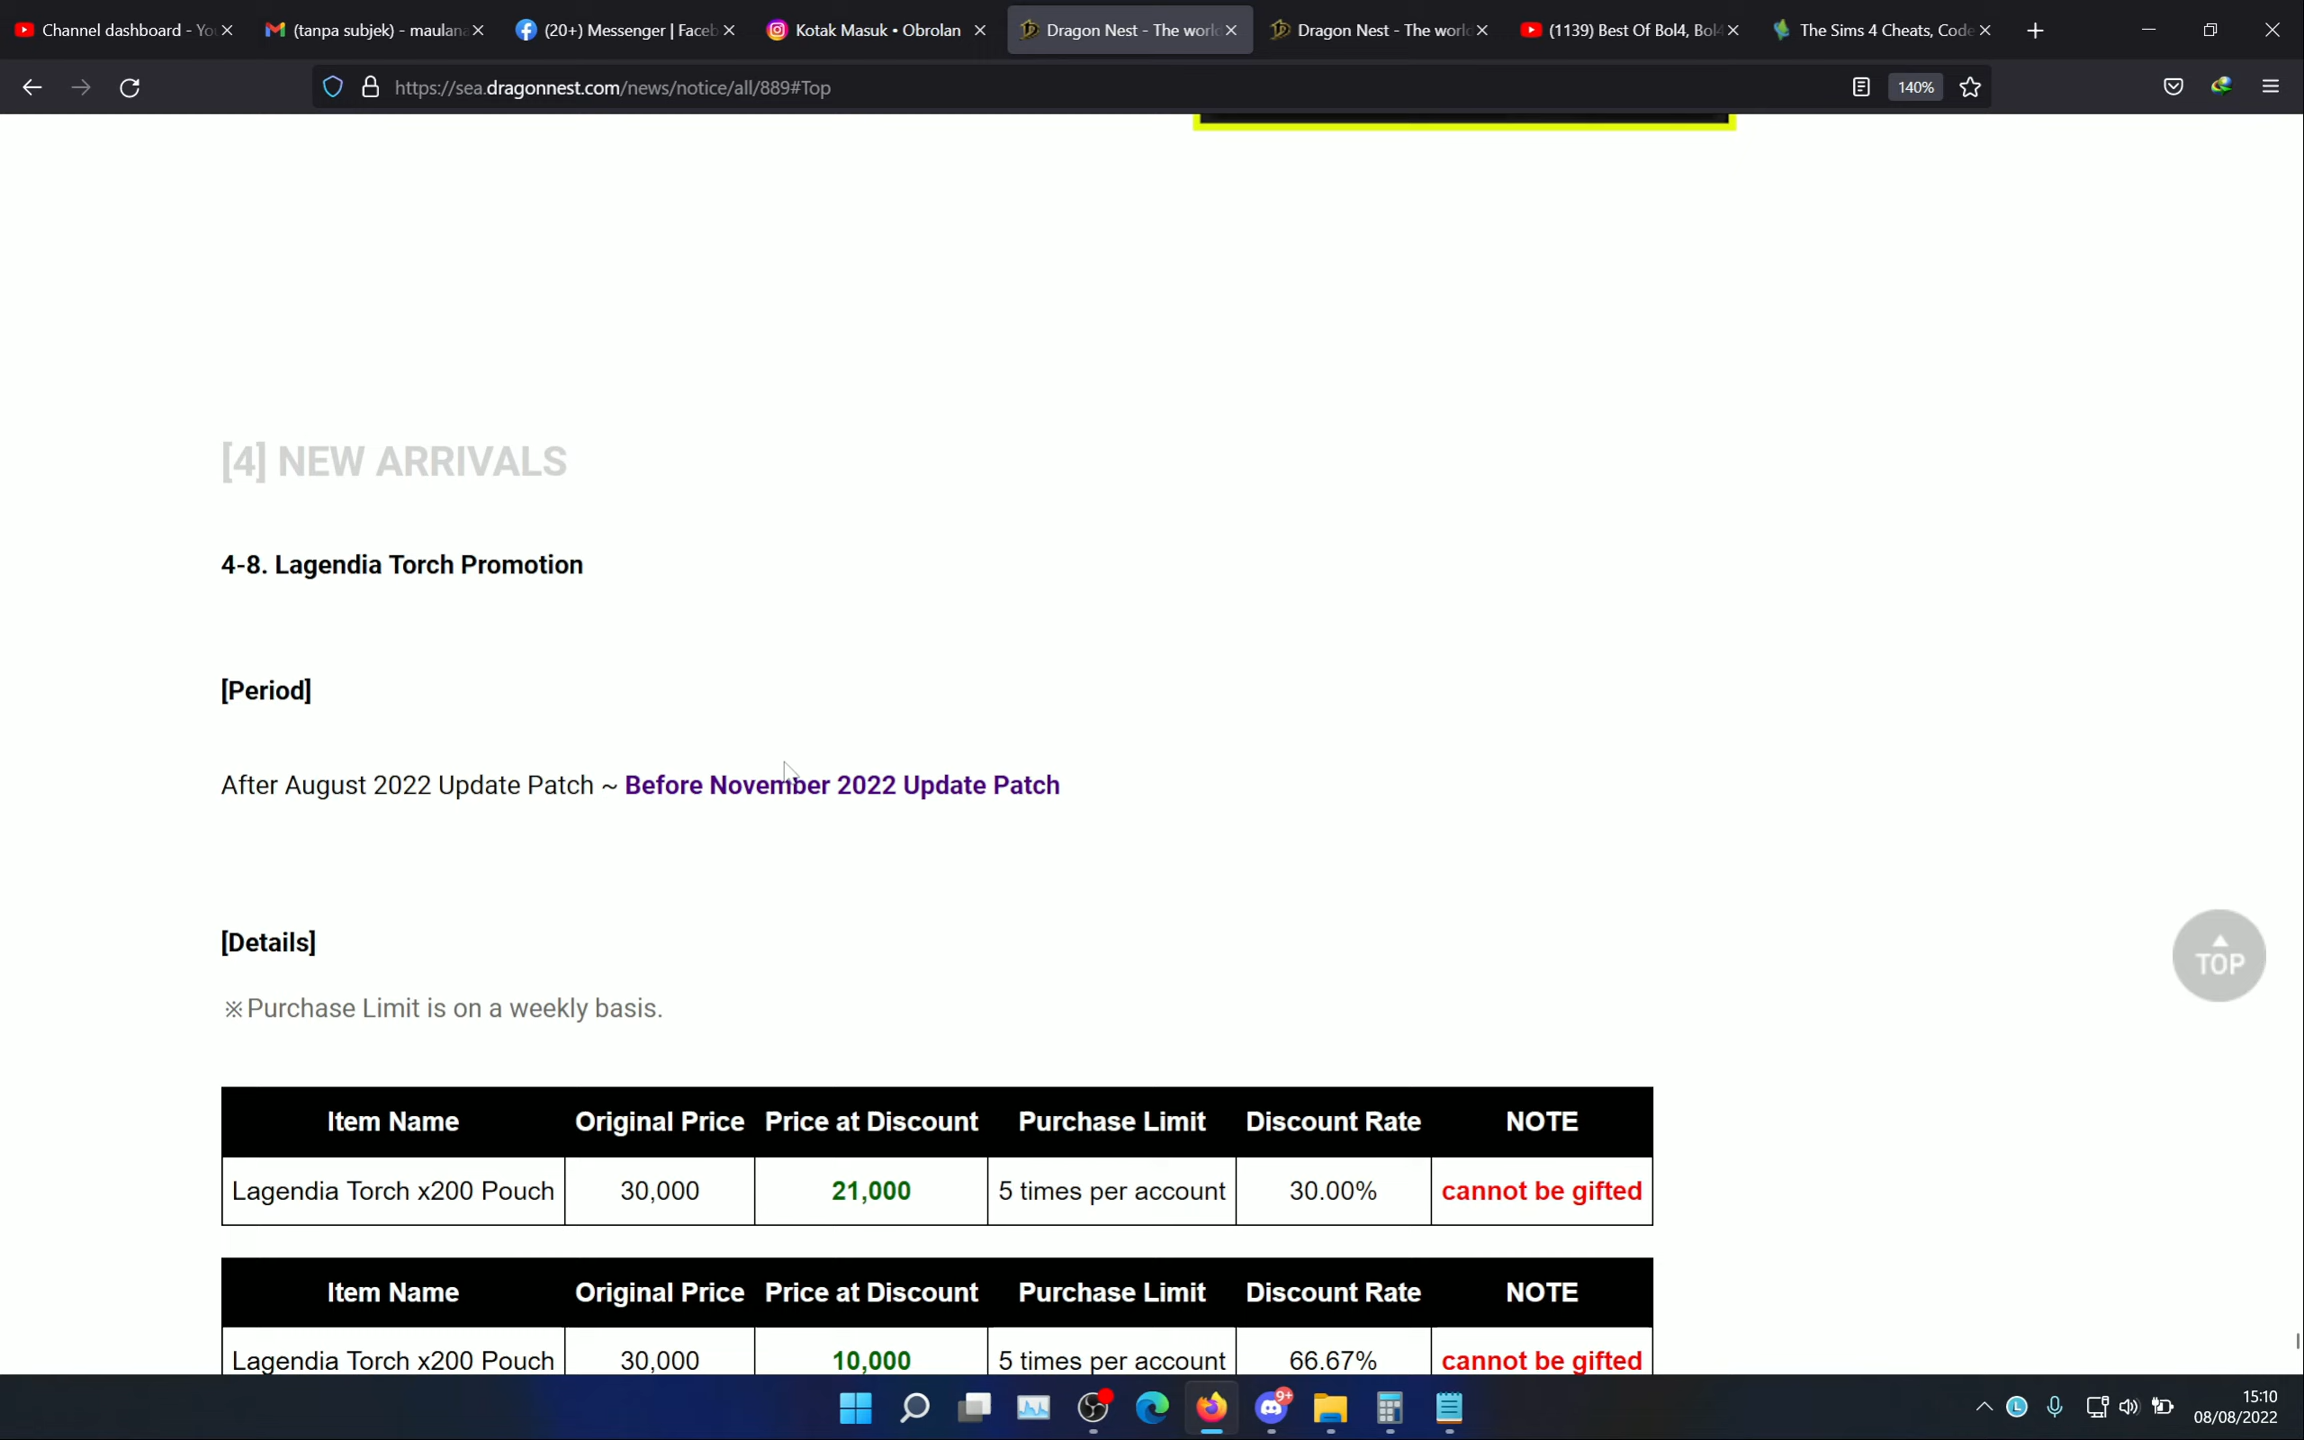 Channel dashboard - Yo
(tanpa subjek) - maulana
(20+) Messenger | Faceb
Kotak Masuk • Obrolan
Dragon Nest - The worl
Dragon Nest - The world
(1139) Best Of Bol4, Bol4
The Sims 4 Cheats, Code
https://sea.dragonnest.com/news/notice/all/889#Top
140%
[4] NEW ARRIVALS
4-8. Lagendia Torch Promotion
[Period]
After August 2022 Update Patch ~ Before November 2022 Update Patch
[Details]
※Purchase Limit is on a weekly basis.
TOP
Item Name Original Price Price at Discount Purchase Limit Discount Rate NOTE
Lagendia Torch x200 Pouch 30,000 21,000 5 times per account 30.00% cannot be gifted
Item Name Original Price Price at Discount Purchase Limit Discount Rate NOTE
Lagendia Torch x200 Pouch 30,000 10,000 5 times per account 66.67% cannot be gifted
9+
15:10
08/08/2022